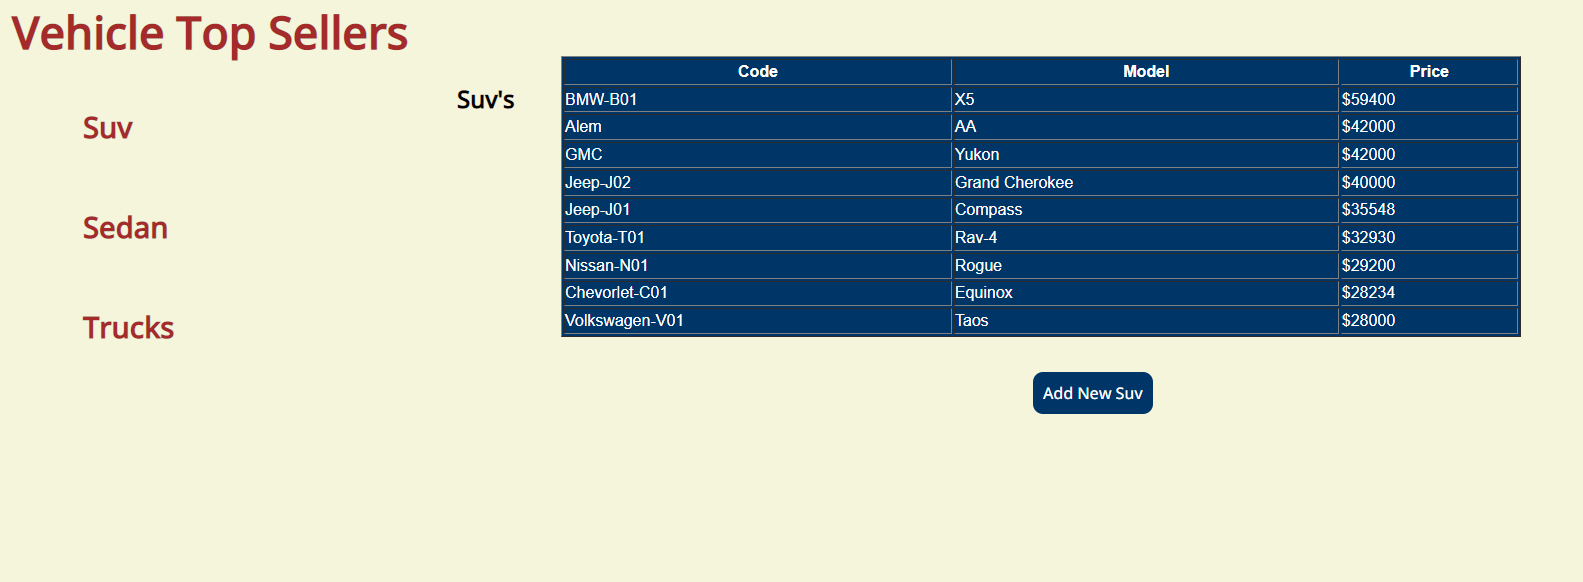 Vehicle Top Sellers
Suv
Sedan
Trucks
Suv's
Code Model Price
BMW-B01 X5 $59400
Alem AA $42000
GMC Yukon $42000
Jeep-J02 Grand Cherokee $40000
Jeep-J01 Compass $35548
Toyota-T01 Rav-4 $32930
Nissan-N01 Rogue $29200
Chevorlet-C01 Equinox $28234
Volkswagen-V01 Taos $28000
Add New Suv